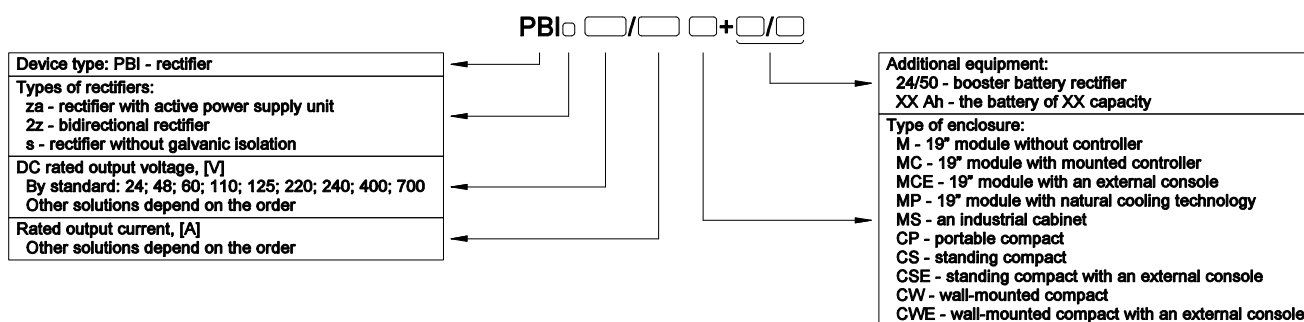 PBI / +/
Device type: PBI - rectifier
Types of rectifiers:
za - rectifier with active power supply unit
2z - bidirectional rectifier
s - rectifier without galvanic isolation
DC rated output voltage, [V]
By standard: 24; 48; 60; 110; 125; 220; 240; 400; 700
Other solutions depend on the order
Rated output current, [A]
Other solutions depend on the order
Additional equipment:
24/50 - booster battery rectifier
XX Ah - the battery of XX capacity
Type of enclosure:
M - 19” module without controller
MC - 19” module with mounted controller
MCE - 19” module with an external console
MP - 19” module with natural cooling technology
MS - an industrial cabinet
CP - portable compact
CS - standing compact
CSE - standing compact with an external console
CW - wall-mounted compact
CWE - wall-mounted compact with an external console